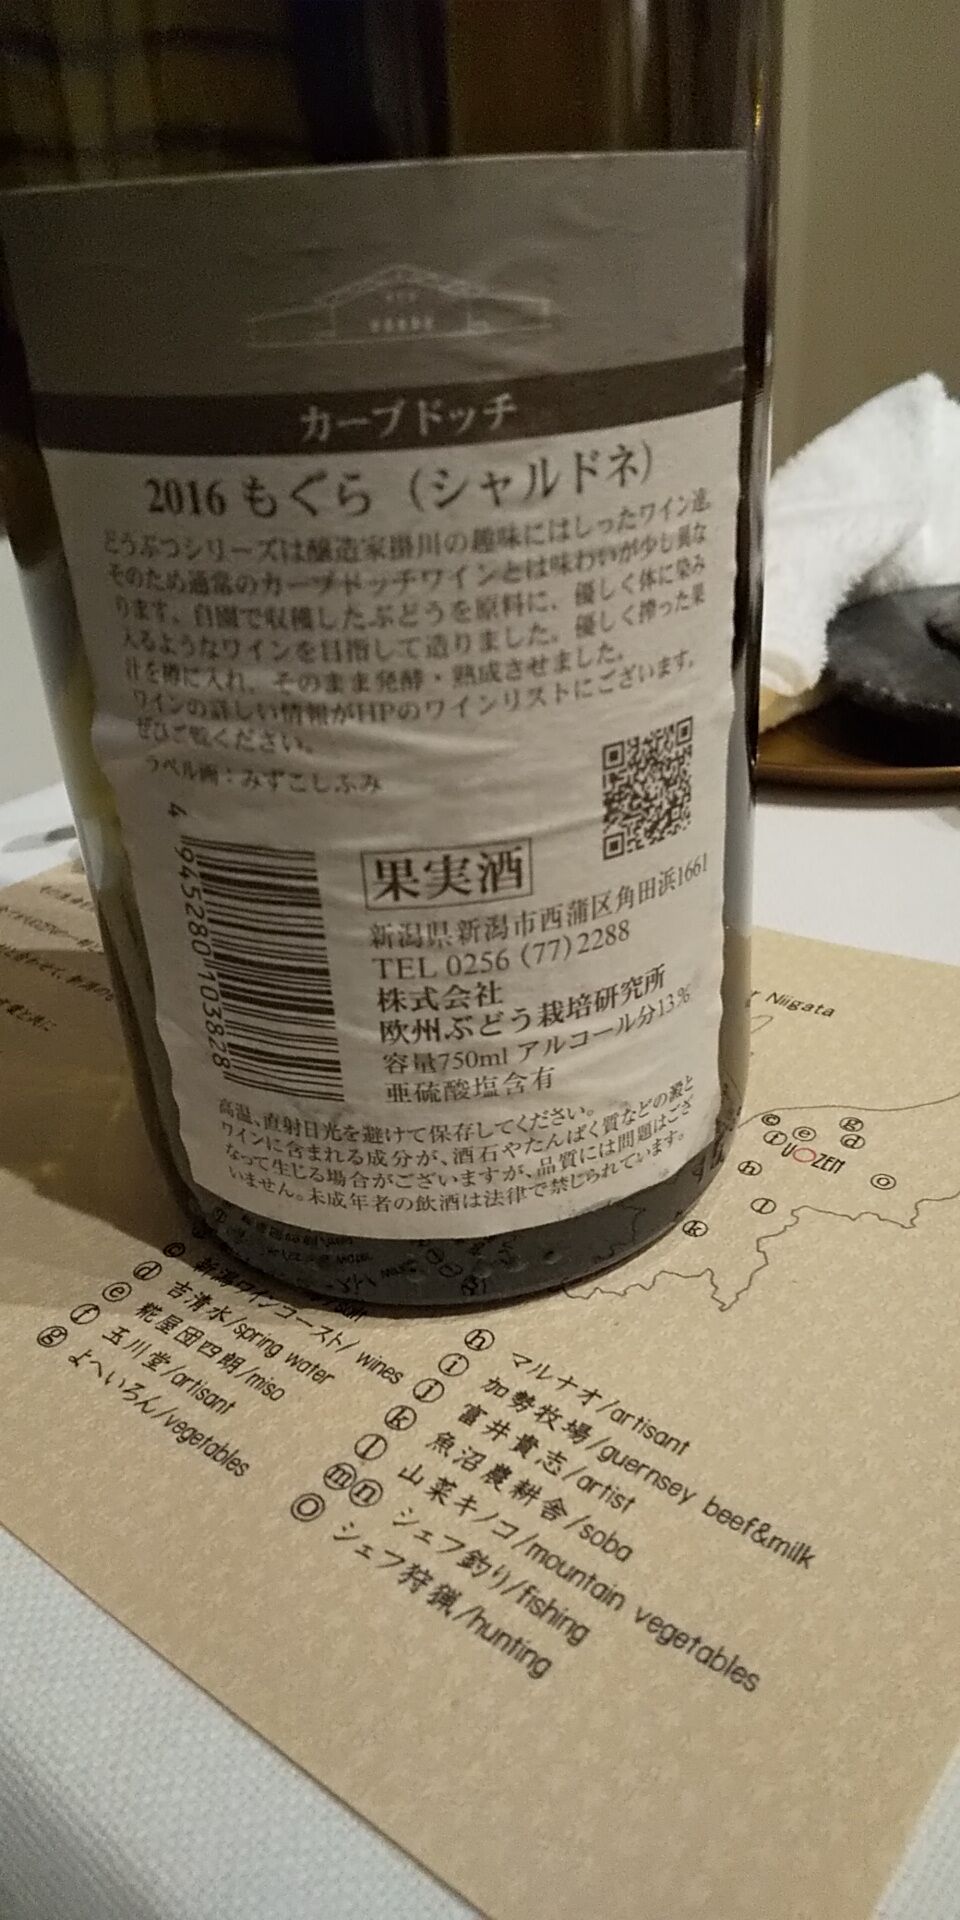 カーブドッチ
2016 もぐら (シャルドネ)
どうぶつシリーズは醸造家掛川の趣味にはしったワイン達。
そのため通常のカーブドッチワインとは味わいが少し異な
ります。自園で収穫したぶどうを原料に、優しく体に染み
入るようなワインを目指して造りました。優しく搾った果
汁を樽に入れ、そのまま発酵・熟成させました。
ワインの詳しい情報がHPのワインリストにございます。
ぜひご覧ください。
ラベル画:みずこしふみ
4 945280 103828
果実酒
新潟県新潟市西蒲区角田浜1661
TEL 0256 (77) 2288
株式会社
欧州ぶどう栽培研究所
容量750ml アルコール分13%
亜硫酸塩含有
高温、直射日光を避けて保存してください。
ワインに含まれる成分が、酒石やたんぱく質などの澱と
なって生じる場合がございますが、品質には問題はござ
いません。未成年者の飲酒は法律で禁じられています。
Niigata
c e g
i d
UOZEN
h o
l
k
c 新潟ワインコースト/ wines
d 吉清水/spring water
e 糀屋団四朗/miso
f 玉川堂/artisant
g よへいろん/vegetables
h マルナオ/artisant
i 加勢牧場/guernsey beef&milk
j 富井貴志/artist
k 魚沼農耕舎/soba
l 山菜キノコ/mountain vegetables
m n シェフ釣り/fishing
o シェフ狩猟/hunting